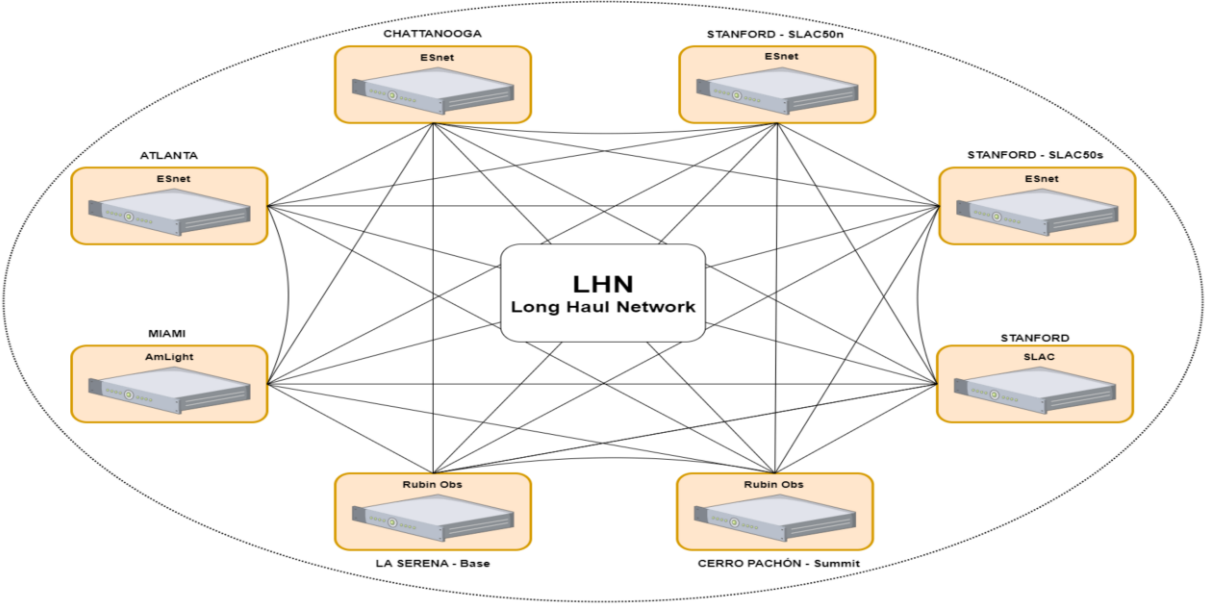 CHATTANOOGA
ESnet
STANFORD - SLAC50n
ESnet
ATLANTA
ESnet
STANFORD - SLAC50s
ESnet
LHN
Long Haul Network
MIAMI
AmLight
STANFORD
SLAC
Rubin Obs
LA SERENA - Base
Rubin Obs
CERRO PACHÓN - Summit